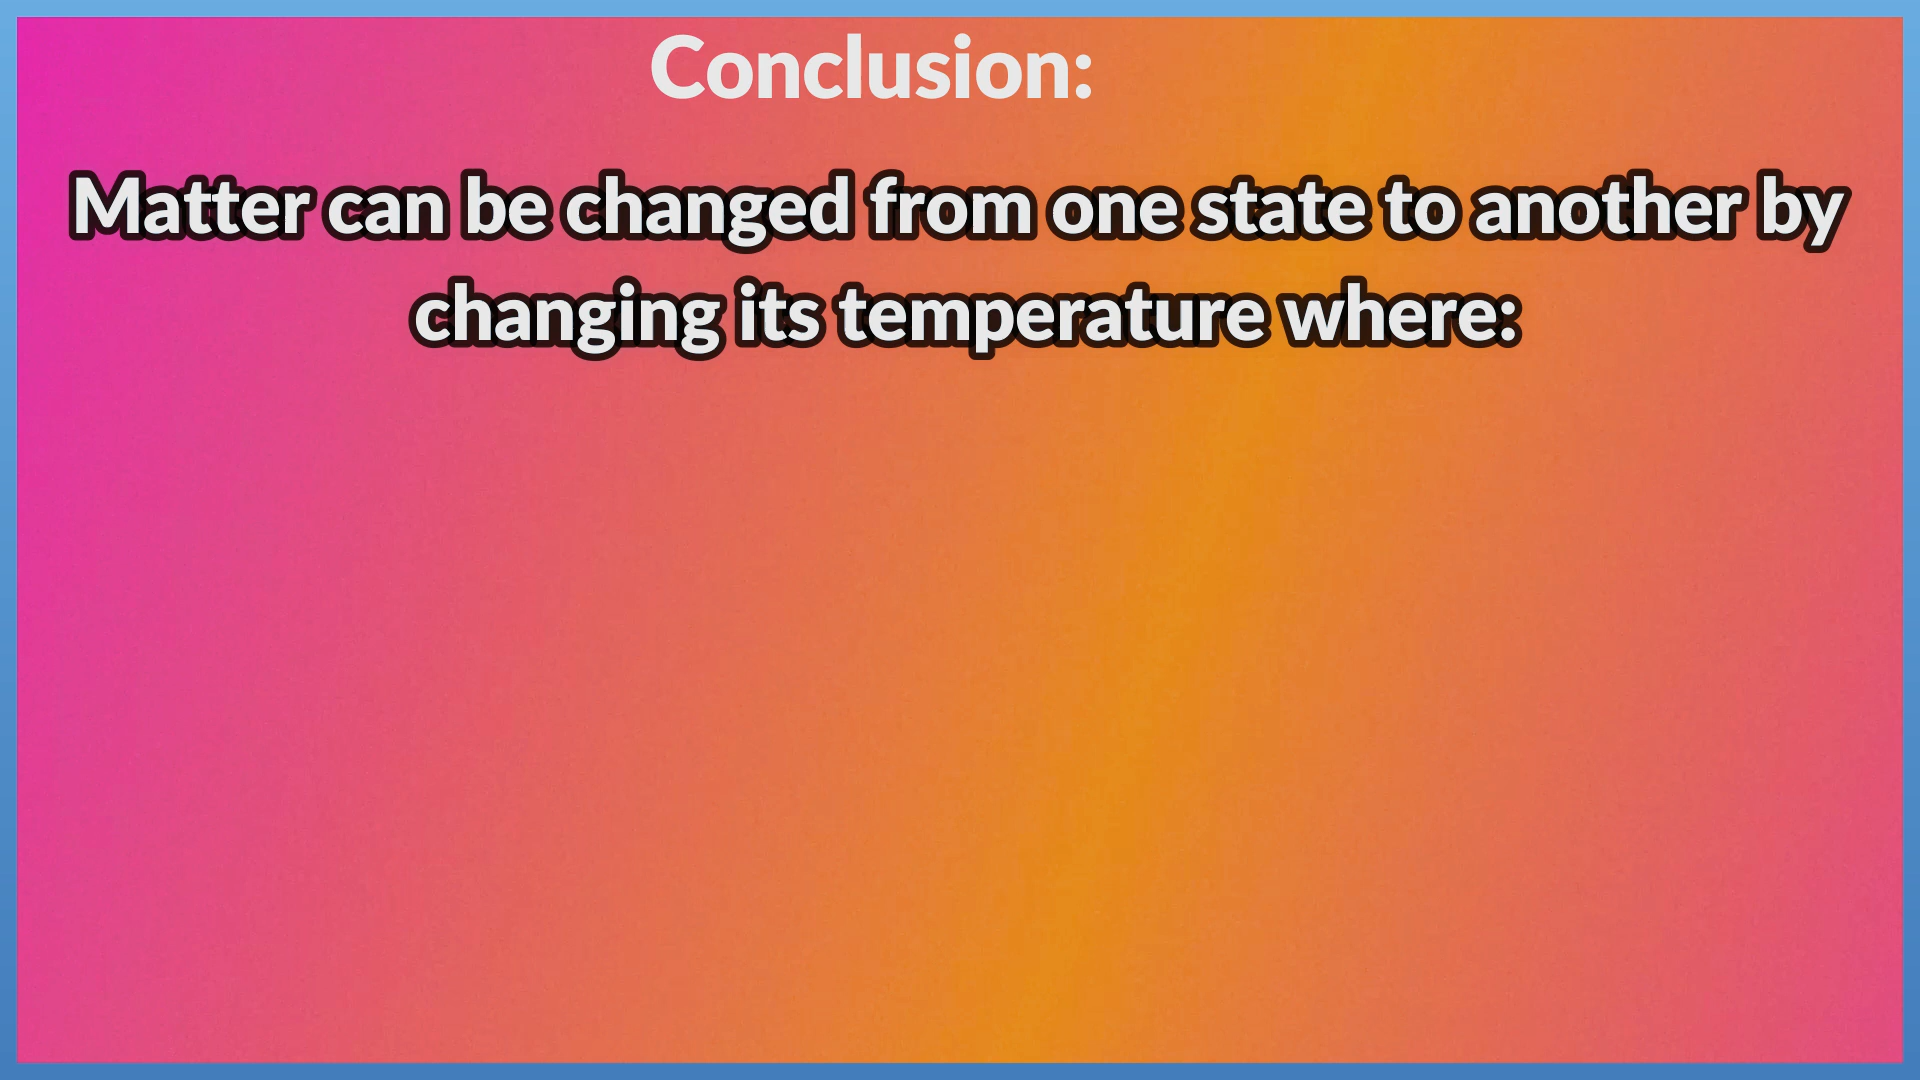 Conclusion:
Matter can be changed from one state to another by
changing its temperature where: